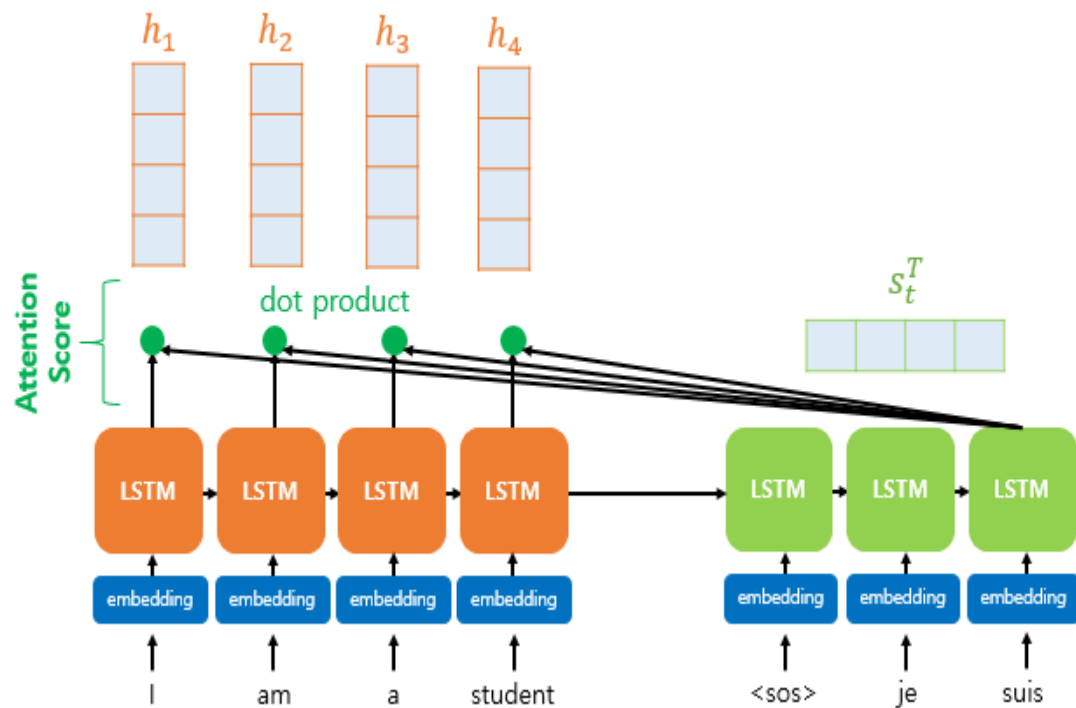 h₁ h₂ h₃ h₄
Attention
Score
dot product
sₜᵀ
LSTM LSTM LSTM LSTM LSTM LSTM LSTM
embedding embedding embedding embedding embedding embedding embedding
I am a student <sos> je suis